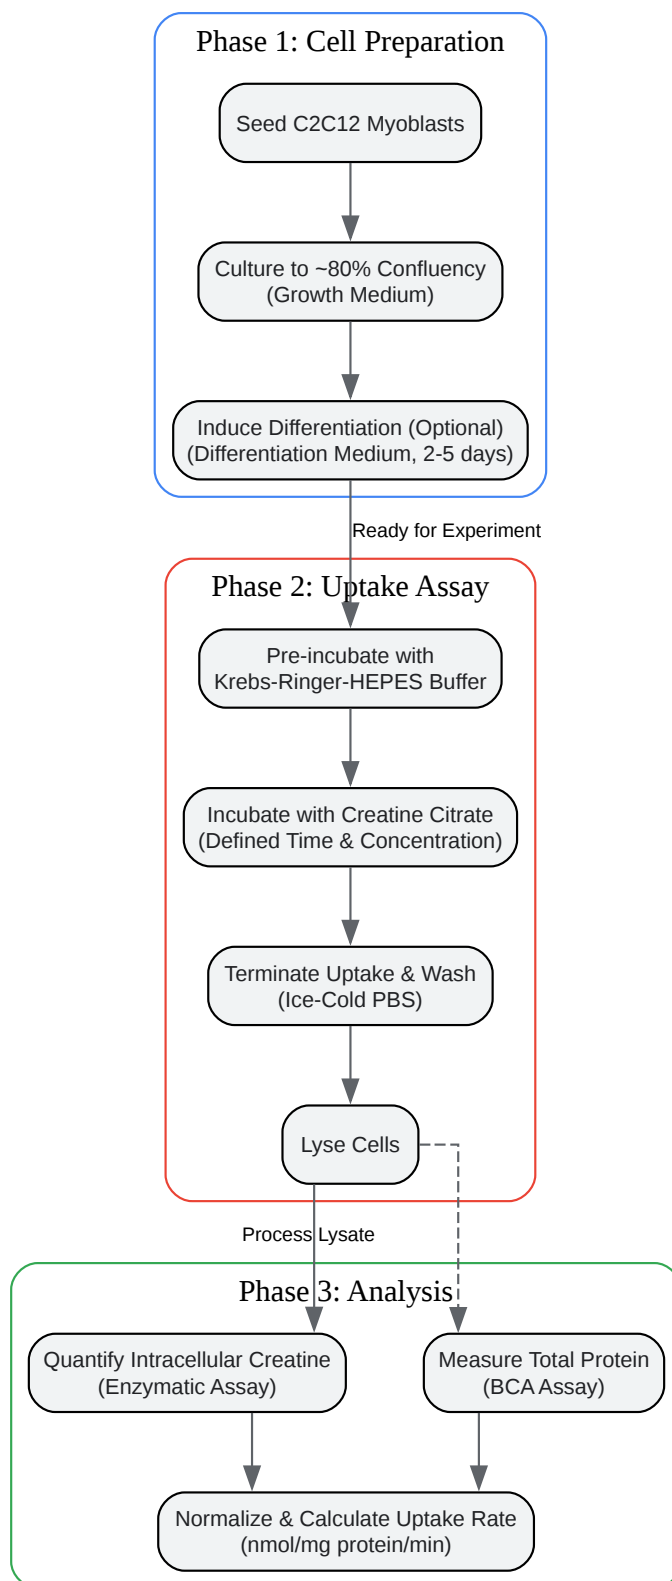 Phase 1: Cell Preparation
Seed C2C12 Myoblasts
Culture to ~80% Confluency
(Growth Medium)
Induce Differentiation (Optional)
(Differentiation Medium, 2-5 days)
Ready for Experiment
Phase 2: Uptake Assay
Pre-incubate with
Krebs-Ringer-HEPES Buffer
Incubate with Creatine Citrate
(Defined Time & Concentration)
Terminate Uptake & Wash
(Ice-Cold PBS)
Lyse Cells
Process Lysate
Phase 3: Analysis
Quantify Intracellular Creatine
(Enzymatic Assay)
Measure Total Protein
(BCA Assay)
Normalize & Calculate Uptake Rate
(nmol/mg protein/min)